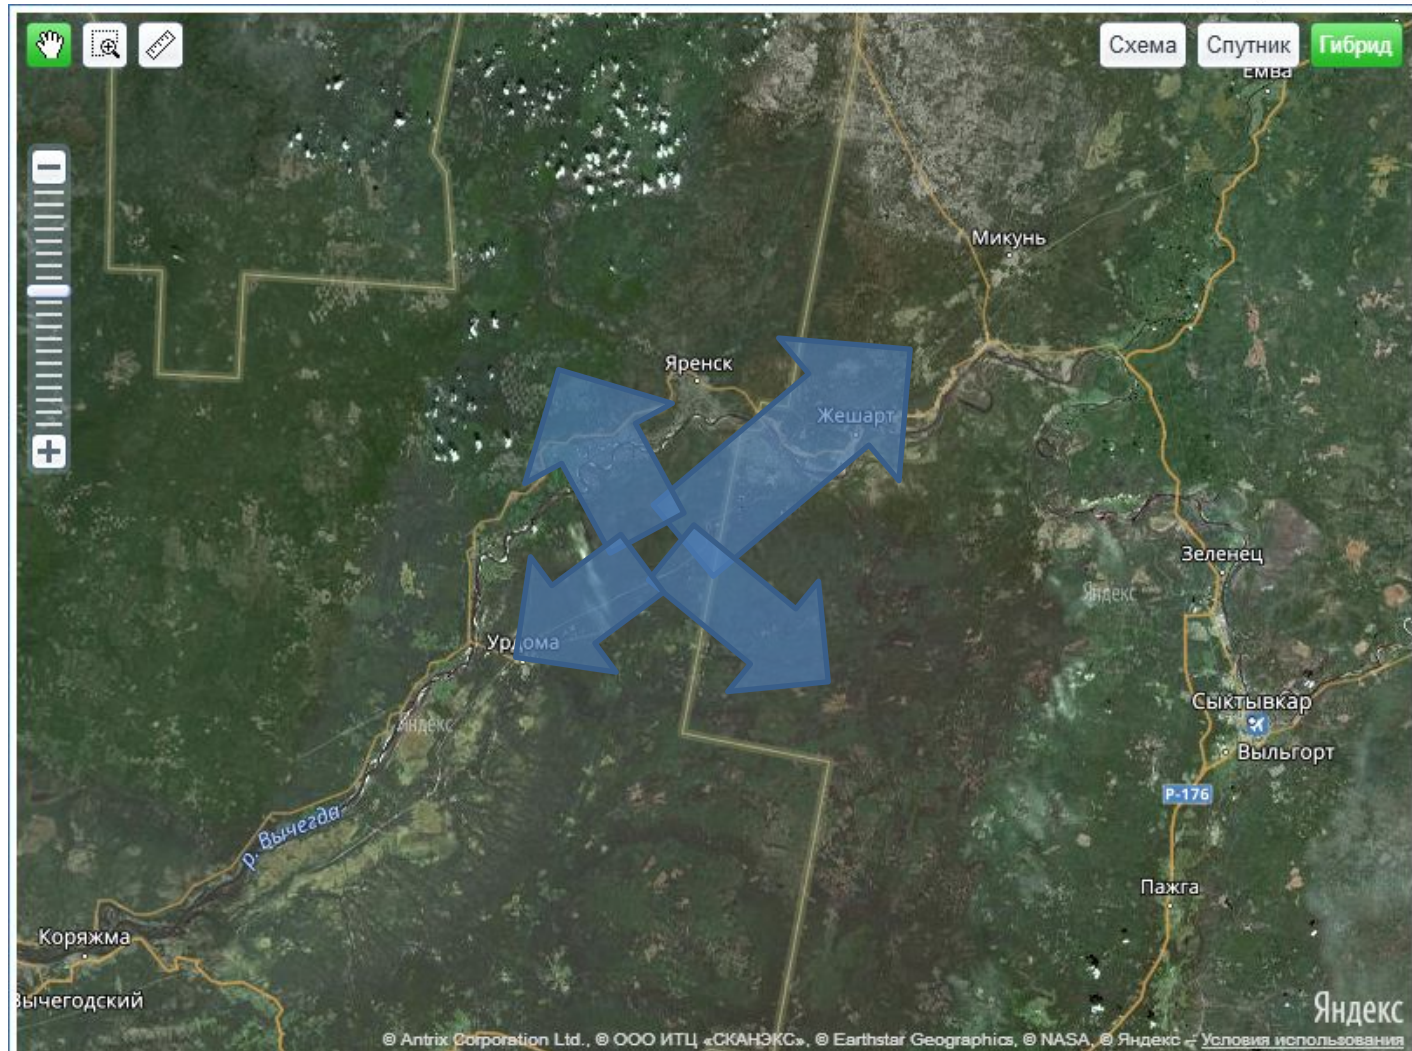 Схема
Спутник
Гибрид
Емва
Микунь
Яренск
Жешарт
Зеленец
Яндекс
Урдома
Сыктывкар
Яндекс
Выльгорт
Р-176
р. Вычегда
Пажга
Коряжма
Вычегодский
Яндекс
© Antrix Corporation Ltd., © ООО ИТЦ «СКАНЭКС», © Earthstar Geographics, © NASA, © Яндекс – Условия использования